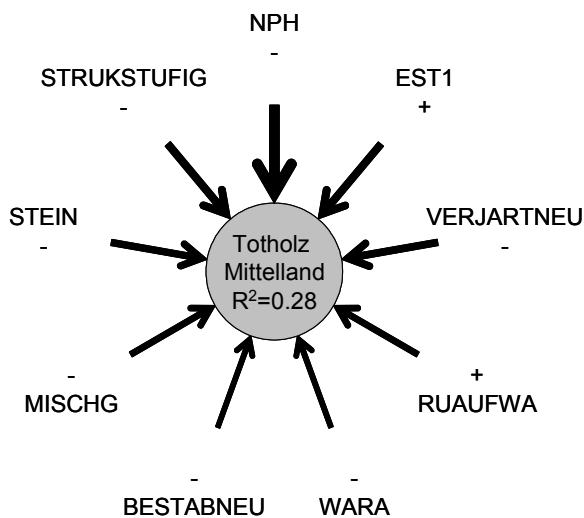 NPH
-
STRUKSTUFIG
-
EST1
+
STEIN
-
VERJARTNEU
-
Totholz
Mittelland
R²=0.28
-
MISCHG
+
RUAUFWA
-
BESTABNEU
-
WARA